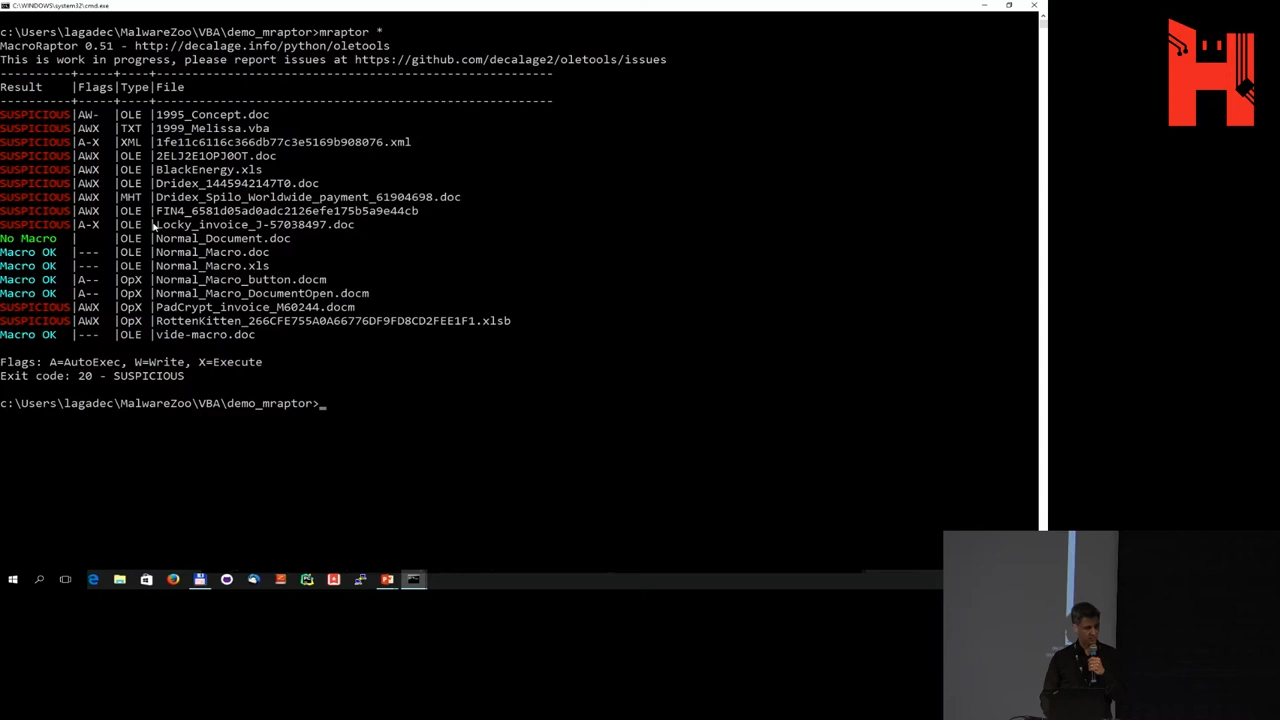 C:\WINDOWS\system32\cmd.exe
c:\Users\lagadec\MalwareZoo\VBA\demo_mraptor>mraptor *
MacroRaptor 0.51 - http://decalage.info/python/oletools
This is work in progress, please report issues at https://github.com/decalage2/oletools/issues
----------+-----+----+---------------------------------------------------------
Result    |Flags|Type|File
----------+-----+----+---------------------------------------------------------
SUSPICIOUS|AW-  |OLE |1995_Concept.doc
SUSPICIOUS|AWX  |TXT |1999_Melissa.vba
SUSPICIOUS|A-X  |XML |1fe11c6116c366db77c3e5169b908076.xml
SUSPICIOUS|AWX  |OLE |2ELJ2E1OPJ0OT.doc
SUSPICIOUS|AWX  |OLE |BlackEnergy.xls
SUSPICIOUS|AWX  |OLE |Dridex_1445942147T0.doc
SUSPICIOUS|AWX  |MHT |Dridex_Spilo_Worldwide_payment_61904698.doc
SUSPICIOUS|AWX  |OLE |FIN4_6581d05ad0adc2126efe175b5a9e44cb
SUSPICIOUS|A-X  |OLE |Locky_invoice_J-57038497.doc
No Macro  |     |OLE |Normal_Document.doc
Macro OK  |---  |OLE |Normal_Macro.doc
Macro OK  |---  |OLE |Normal_Macro.xls
Macro OK  |A--  |OpX |Normal_Macro_button.docm
Macro OK  |A--  |OpX |Normal_Macro_DocumentOpen.docm
SUSPICIOUS|AWX  |OpX |PadCrypt_invoice_M60244.docm
SUSPICIOUS|AWX  |OpX |RottenKitten_266CFE755A0A66776DF9FD8CD2FEE1F1.xlsb
Macro OK  |---  |OLE |vide-macro.doc
Flags: A=AutoExec, W=Write, X=Execute
Exit code: 20 - SUSPICIOUS
c:\Users\lagadec\MalwareZoo\VBA\demo_mraptor>_